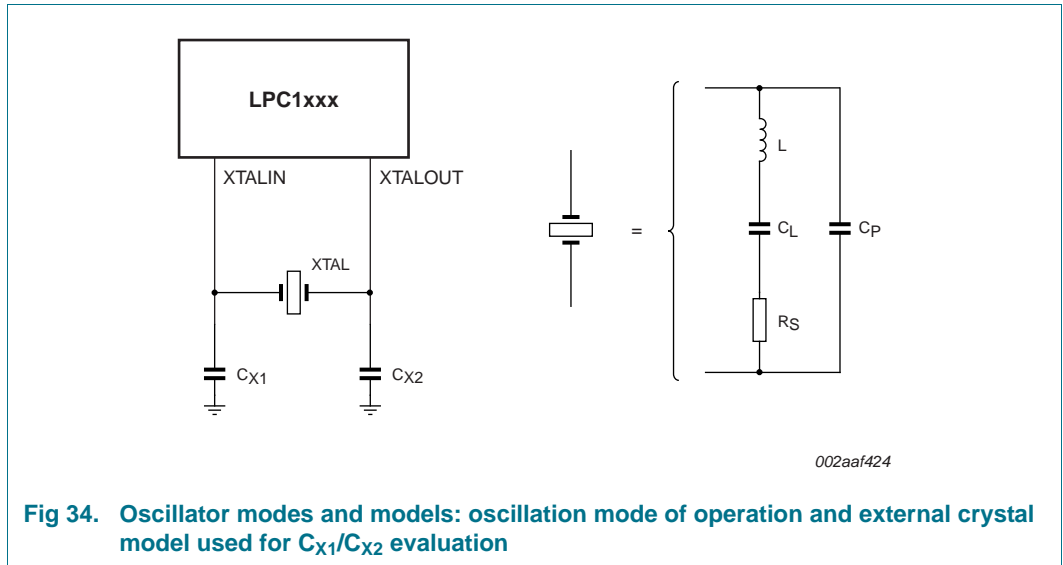 LPC1xxx
XTALIN
XTALOUT
XTAL
CX1
CX2
=
L
CL
CP
RS
002aaf424
Fig 34. Oscillator modes and models: oscillation mode of operation and external crystal
model used for CX1/CX2 evaluation